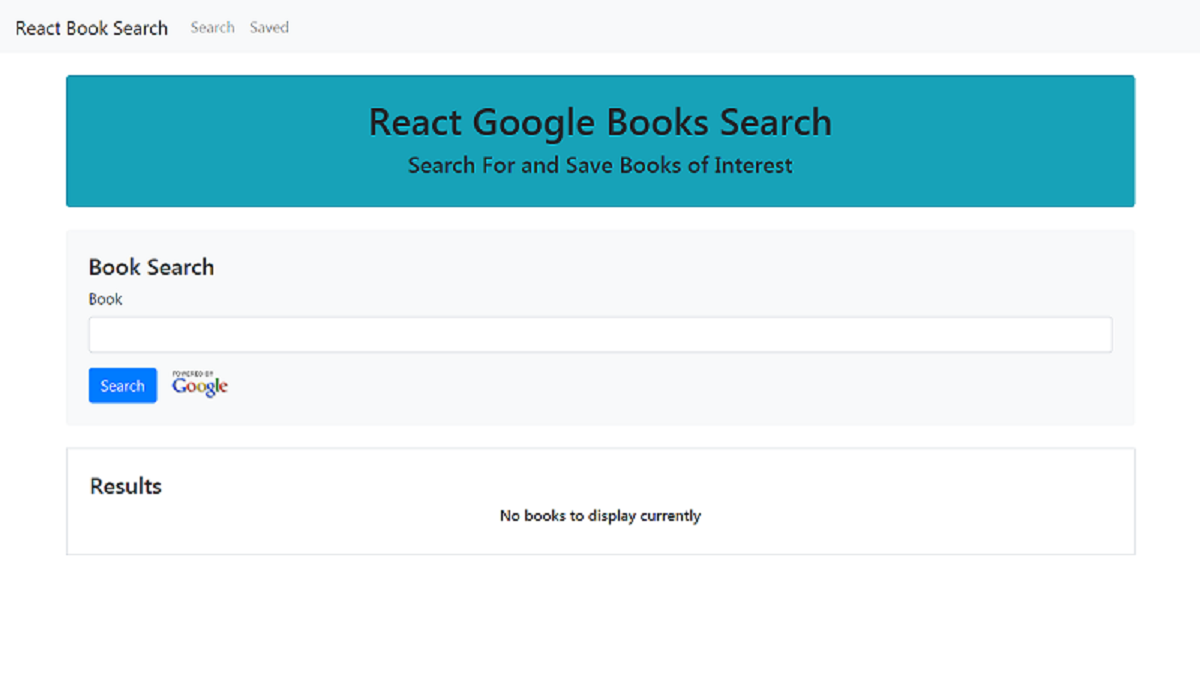 React Book Search Search Saved
React Google Books Search
Search For and Save Books of Interest
Book Search
Book
Search
POWERED BY
Google
Results
No books to display currently